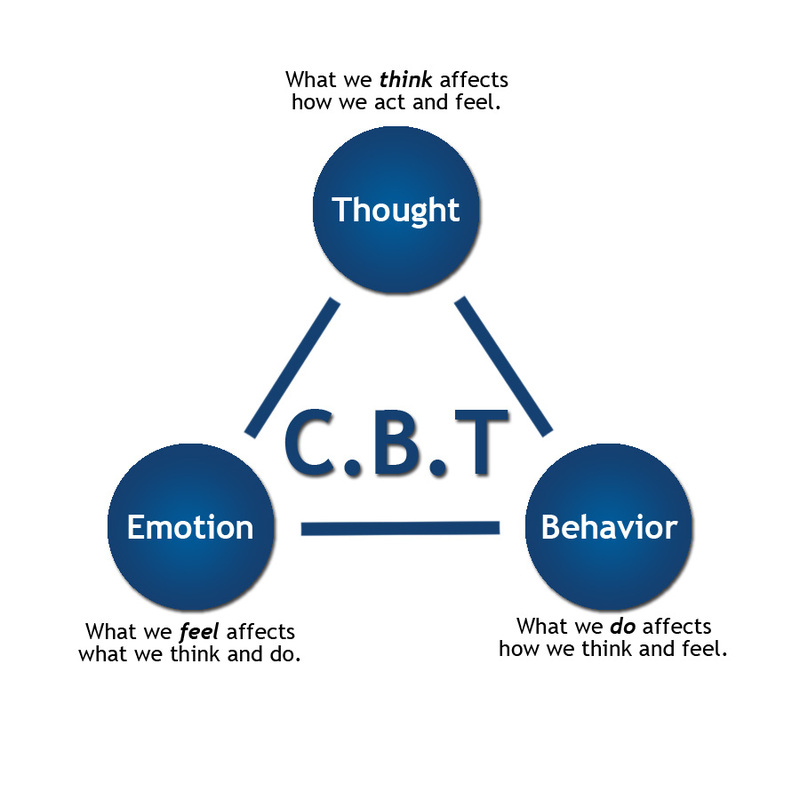 What we think affects
how we act and feel.
Thought
C.B.T
Emotion
Behavior
What we feel affects
what we think and do.
What we do affects
how we think and feel.